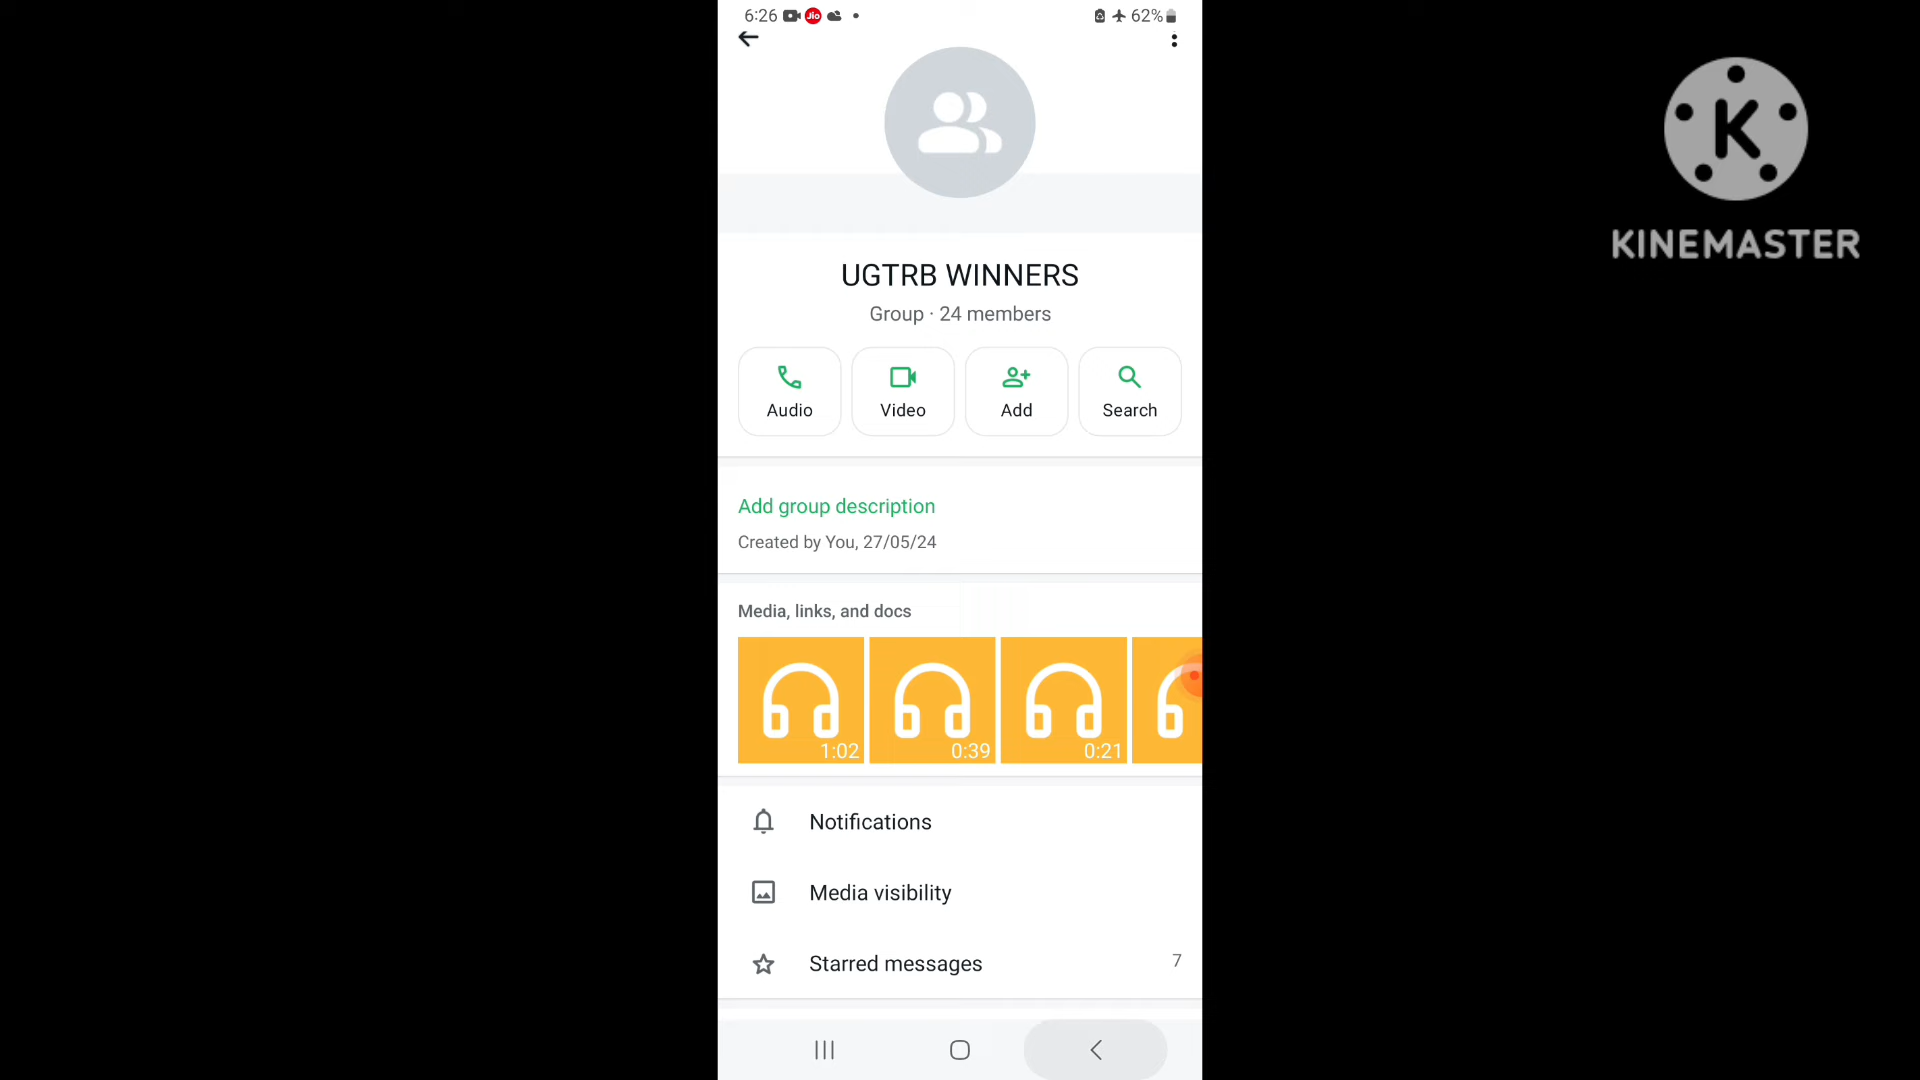 6:26 Jio 62%
K
KINEMASTER
UGTRB WINNERS
Group · 24 members
Audio Video Add Search
Add group description
Created by You, 27/05/24
Media, links, and docs
1:02 0:39 0:21
Notifications
Media visibility
Starred messages 7